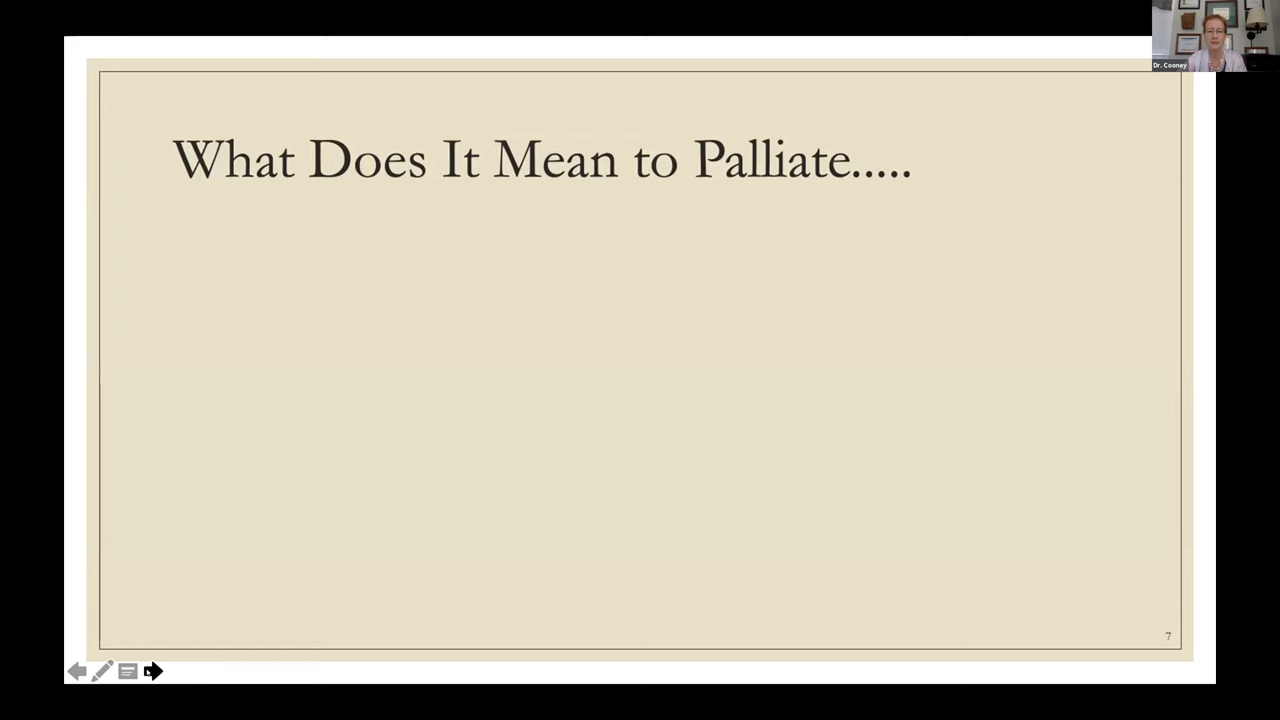 Dr. Cooney
What Does It Mean to Palliate.....
7